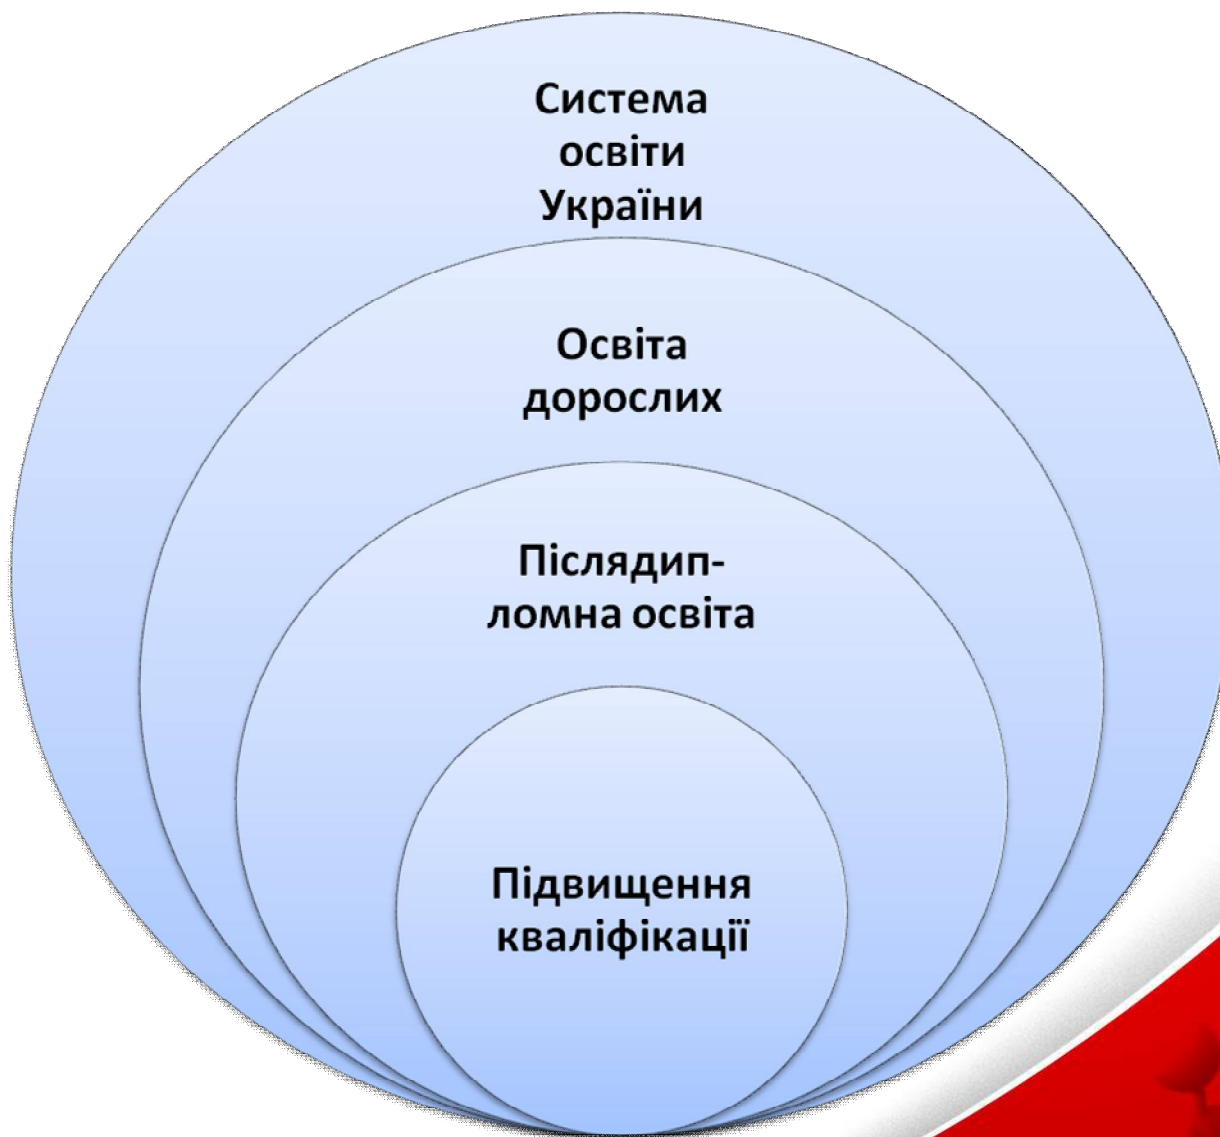 Система
освіти
України
Освіта
дорослих
Післядип-
ломна освіта
Підвищення
кваліфікації